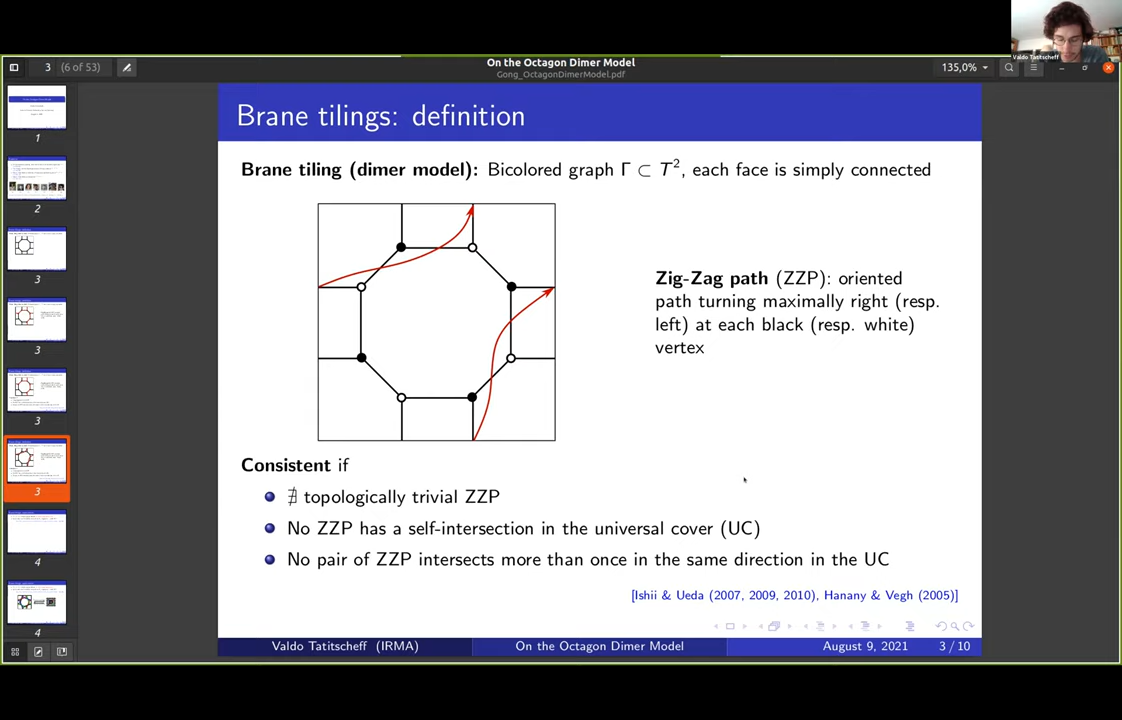 Valdo Tatitscheff
3 (6 of 53)
On the Octagon Dimer Model
Gong_OctagonDimerModel.pdf
135,0%
1
2
3
3
3
3
4
4
Brane tilings: definition
Brane tiling (dimer model): Bicolored graph Γ ⊂ T², each face is simply connected
Zig-Zag path (ZZP): oriented
path turning maximally right (resp.
left) at each black (resp. white)
vertex
Consistent if
∄ topologically trivial ZZP
No ZZP has a self-intersection in the universal cover (UC)
No pair of ZZP intersects more than once in the same direction in the UC
[Ishii & Ueda (2007, 2009, 2010), Hanany & Vegh (2005)]
Valdo Tatitscheff (IRMA)
On the Octagon Dimer Model
August 9, 2021
3 / 10